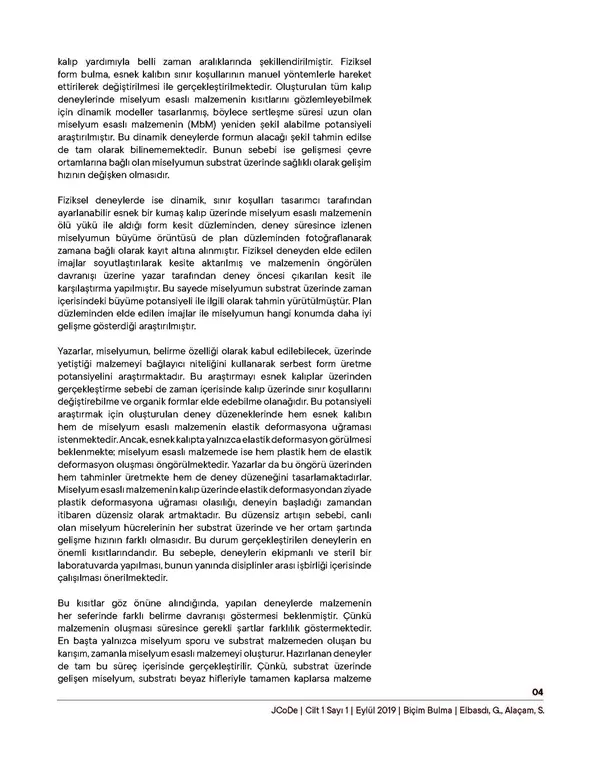 kalıp yardımıyla belli zaman aralıklarında şekillendirilmiştir. Fiziksel
form bulma, esnek kalıbın sınır koşullarının manuel yöntemlerle hareket
ettirilerek değiştirilmesi ile gerçekleştirilmektedir. Oluşturulan tüm kalıp
deneylerinde miselyum esaslı malzemenin kısıtlarını gözlemleyebilmek
için dinamik modeller tasarlanmış, böylece sertleşme süresi uzun olan
miselyum esaslı malzemenin (MbM) yeniden şekil alabilme potansiyeli
araştırılmıştır. Bu dinamik deneylerde formun alacağı şekil tahmin edilse
de tam olarak bilinememektedir. Bunun sebebi ise gelişmesi çevre
ortamlarına bağlı olan miselyumun substrat üzerinde sağlıklı olarak gelişim
hızının değişken olmasıdır.
Fiziksel deneylerde ise dinamik, sınır koşulları tasarımcı tarafından
ayarlanabilir esnek bir kumaş kalıp üzerinde miselyum esaslı malzemenin
ölü yükü ile aldığı form kesit düzleminden, deney süresince izlenen
miselyumun büyüme örüntüsü de plan düzleminden fotoğraflanarak
zamana bağlı olarak kayıt altına alınmıştır. Fiziksel deneyden elde edilen
imajlar soyutlaştırılarak kesite aktarılmış ve malzemenin öngörülen
davranışı üzerine yazar tarafından deney öncesi çıkarılan kesit ile
karşılaştırma yapılmıştır. Bu sayede miselyumun substrat üzerinde zaman
içerisindeki büyüme potansiyeli ile ilgili olarak tahmin yürütülmüştür. Plan
düzleminden elde edilen imajlar ile miselyumun hangi konumda daha iyi
gelişme gösterdiği araştırılmıştır.
Yazarlar, miselyumun, belirme özelliği olarak kabul edilebilecek, üzerinde
yetiştiği malzemeyi bağlayıcı niteliğini kullanarak serbest form üretme
potansiyelini araştırmaktadır. Bu araştırmayı esnek kalıplar üzerinden
gerçekleştirme sebebi de zaman içerisinde kalıp üzerinde sınır koşullarını
değiştirebilme ve organik formlar elde edebilme olanağıdır. Bu potansiyeli
araştırmak için oluşturulan deney düzeneklerinde hem esnek kalıbın
hem de miselyum esaslı malzemenin elastik deformasyona uğraması
istenmektedir. Ancak, esnek kalıpta yalnızca elastik deformasyon görülmesi
beklenmekte; miselyum esaslı malzemede ise hem plastik hem de elastik
deformasyon oluşması öngörülmektedir. Yazarlar da bu öngörü üzerinden
hem tahminler üretmekte hem de deney düzeneğini tasarlamaktadırlar.
Miselyum esaslı malzemenin kalıp üzerinde elastik deformasyondan ziyade
plastik deformasyona uğraması olasılığı, deneyin başladığı zamandan
itibaren düzensiz olarak artmaktadır. Bu düzensiz artışın sebebi, canlı
olan miselyum hücrelerinin her substrat üzerinde ve her ortam şartında
gelişme hızının farklı olmasıdır. Bu durum gerçekleştirilen deneylerin en
önemli kısıtlarındandır. Bu sebeple, deneylerin ekipmanlı ve steril bir
laboratuvarda yapılması, bunun yanında disiplinler arası işbirliği içerisinde
çalışılması önerilmektedir.
Bu kısıtlar göz önüne alındığında, yapılan deneylerde malzemenin
her seferinde farklı belirme davranışı göstermesi beklenmiştir. Çünkü
malzemenin oluşması süresince gerekli şartlar farklılık göstermektedir.
En başta yalnızca miselyum sporu ve substrat malzemeden oluşan bu
karışım, zamanla miselyum esaslı malzemeyi oluşturur. Hazırlanan deneyler
de tam bu süreç içerisinde gerçekleştirilir. Çünkü, substrat üzerinde
gelişen miselyum, substratı beyaz hifleriyle tamamen kaplarsa malzeme
04
JCoDe | Cilt 1 Sayı 1 | Eylül 2019 | Biçim Bulma | Elbasdı, G., Alaçam, S.